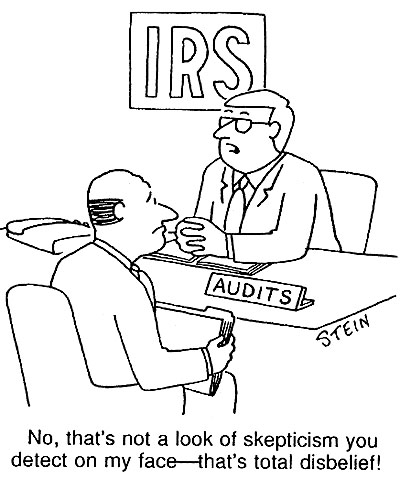 IRS
AUDITS
STEIN
No, that's not a look of skepticism you
detect on my face—that's total disbelief!